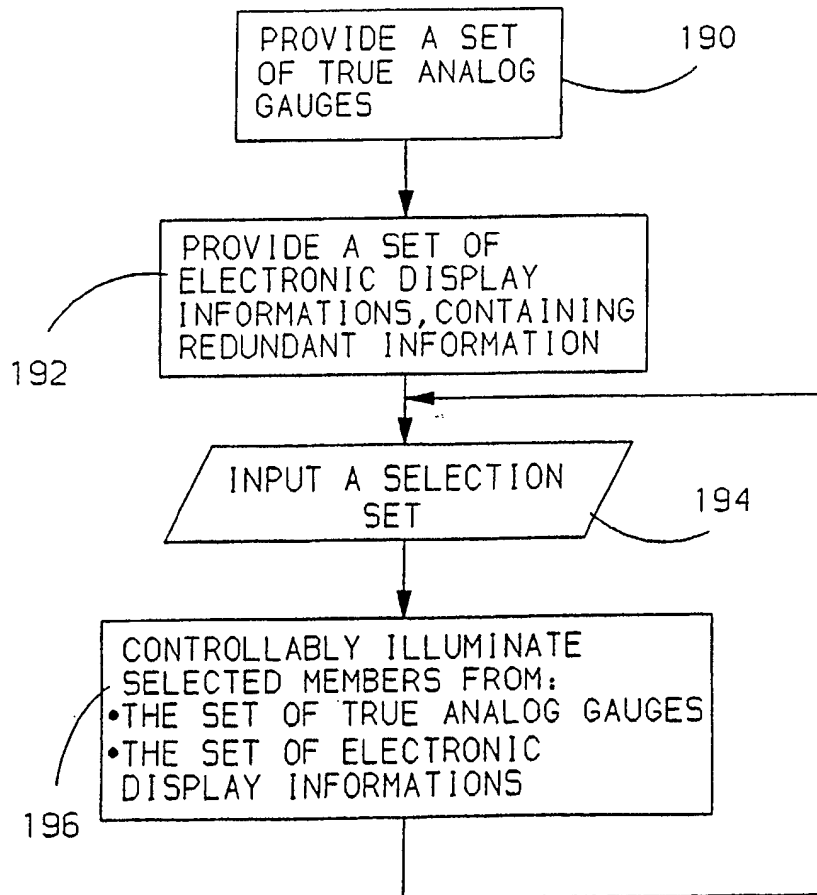 PROVIDE A SET
OF TRUE ANALOG
GAUGES
190
PROVIDE A SET OF
ELECTRONIC DISPLAY
INFORMATIONS, CONTAINING
REDUNDANT INFORMATION
192
INPUT A SELECTION
SET
194
CONTROLLABLY ILLUMINATE
SELECTED MEMBERS FROM:
•THE SET OF TRUE ANALOG GAUGES
•THE SET OF ELECTRONIC
DISPLAY INFORMATIONS
196